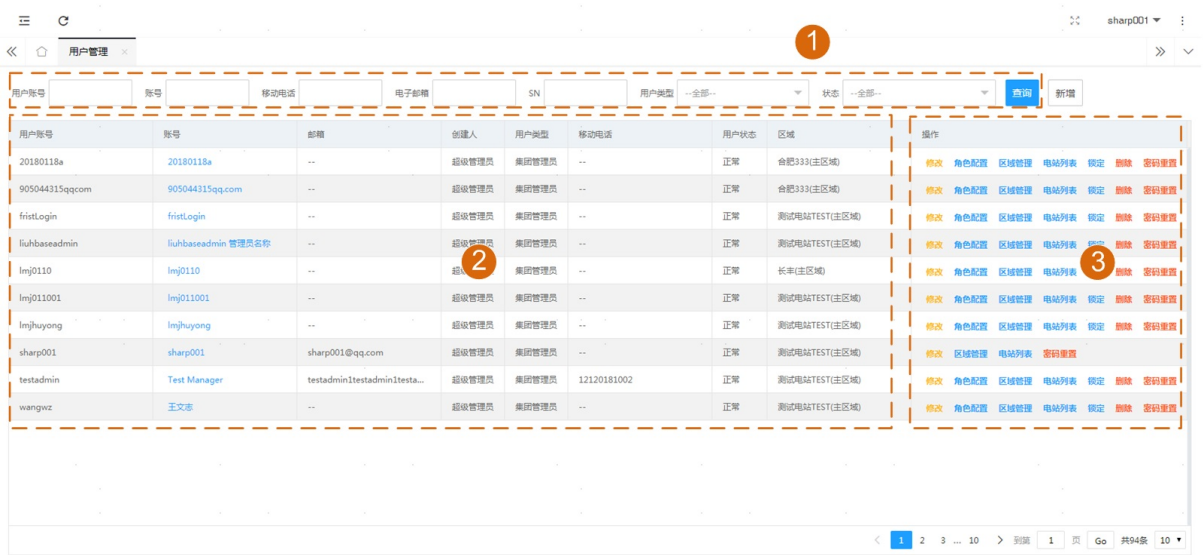 sharp001
用户管理
1
用户账号 账号 移动电话 电子邮箱 SN 用户类型 --全部-- 状态 --全部-- 查询 新增
用户账号 账号 邮箱 创建人 用户类型 移动电话 用户状态 区域 操作
20180118a 20180118a -- 超级管理员 集团管理员 -- 正常 合肥333(主区域) 修改 角色配置 区域管理 电站列表 锁定 删除 密码重置
905044315qqcom 905044315qq.com -- 超级管理员 集团管理员 -- 正常 合肥333(主区域) 修改 角色配置 区域管理 电站列表 锁定 删除 密码重置
fristLogin fristLogin -- 超级管理员 集团管理员 -- 正常 测试电站TEST(主区域) 修改 角色配置 区域管理 电站列表 锁定 删除 密码重置
liuhbaseadmin liuhbaseadmin 管理员名称 -- 超级管理员 集团管理员 -- 正常 测试电站TEST(主区域) 修改 角色配置 区域管理 电站列表 锁定 删除 密码重置
2 3
lmj0110 lmj0110 -- 集团管理员 -- 正常 长丰(主区域) 修改 角色配置 区域管理 电站列表 删除 密码重置
lmj011001 lmj011001 -- 超级管理员 集团管理员 -- 正常 测试电站TEST(主区域) 修改 角色配置 区域管理 电站列表 锁定 删除 密码重置
lmjhuyong lmjhuyong -- 超级管理员 集团管理员 -- 正常 测试电站TEST(主区域) 修改 角色配置 区域管理 电站列表 锁定 删除 密码重置
sharp001 sharp001 sharp001@qq.com 超级管理员 集团管理员 -- 正常 测试电站TEST(主区域) 修改 区域管理 电站列表 密码重置
testadmin Test Manager testadmin1testadmin1testa... 超级管理员 集团管理员 12120181002 正常 测试电站TEST(主区域) 修改 角色配置 区域管理 电站列表 锁定 删除 密码重置
wangwz 王文志 -- 超级管理员 集团管理员 -- 正常 测试电站TEST(主区域) 修改 角色配置 区域管理 电站列表 锁定 删除 密码重置
1 2 3 ... 10 到第 1 页 Go 共94条 10